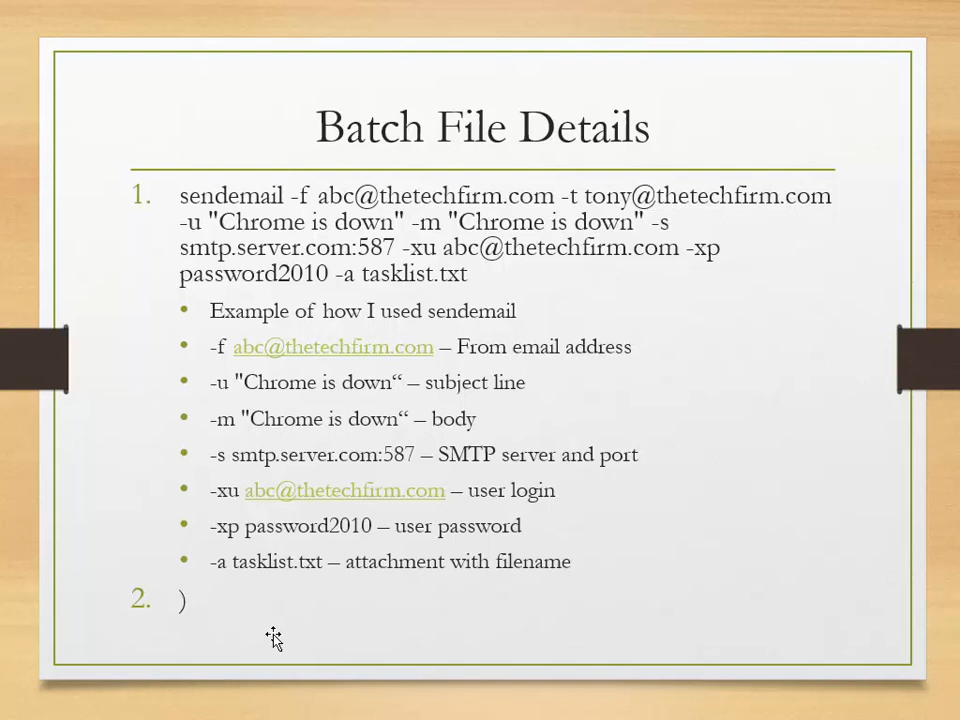 Batch File Details
1. sendemail -f abc@thetechfirm.com -t tony@thetechfirm.com
-u "Chrome is down" -m "Chrome is down" -s
smtp.server.com:587 -xu abc@thetechfirm.com -xp
password2010 -a tasklist.txt
• Example of how I used sendemail
• -f abc@thetechfirm.com – From email address
• -u "Chrome is down“ – subject line
• -m "Chrome is down“ – body
• -s smtp.server.com:587 – SMTP server and port
• -xu abc@thetechfirm.com – user login
• -xp password2010 – user password
• -a tasklist.txt – attachment with filename
2. )